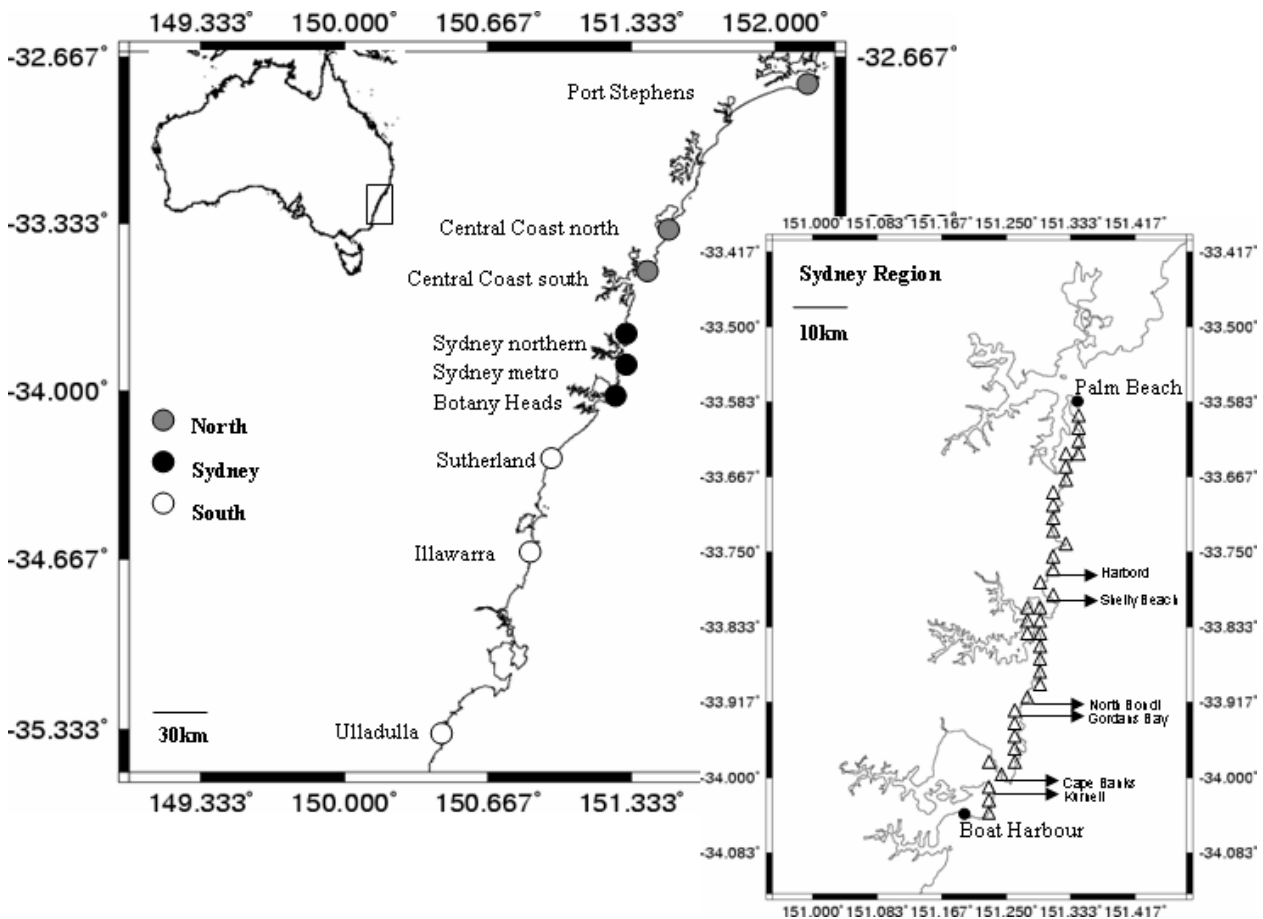 149.333° 150.000° 150.667° 151.333° 152.000°
-32.667° -32.667°
Port Stephens
-33.333°
Central Coast north
Central Coast south
Sydney northern
Sydney metro
-34.000°
Botany Heads
North
Sydney
South
Sutherland
Illawarra
-34.667°
Ulladulla
-35.333°
30km
149.333° 150.000° 150.667° 151.333°
151.000° 151.083° 151.167° 151.250° 151.333° 151.417°
-33.417° -33.417°
Sydney Region
10km
-33.500° -33.500°
Palm Beach
-33.583° -33.583°
-33.667° -33.667°
-33.750° -33.750°
Harbord
Shelly Beach
-33.833° -33.833°
-33.917° -33.917°
North Bondi
Gordans Bay
-34.000° -34.000°
Cape Banks
Kurnell
Boat Harbour
-34.083° -34.083°
151.000° 151.083° 151.167° 151.250° 151.333° 151.417°